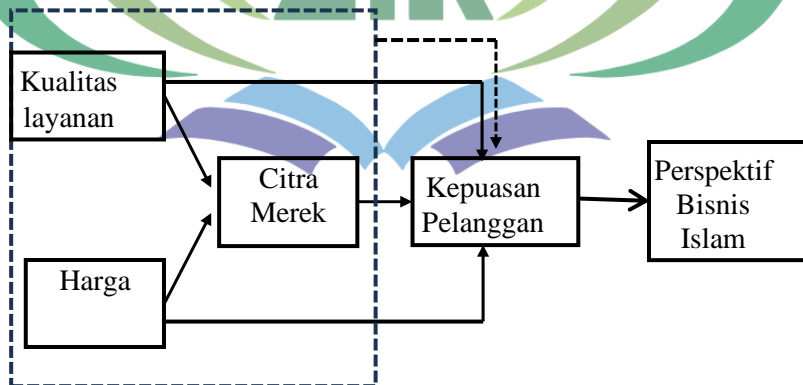 Kualitas
layanan
Citra
Merek
Kepuasan
Pelanggan
Perspektif
Bisnis
Islam
Harga